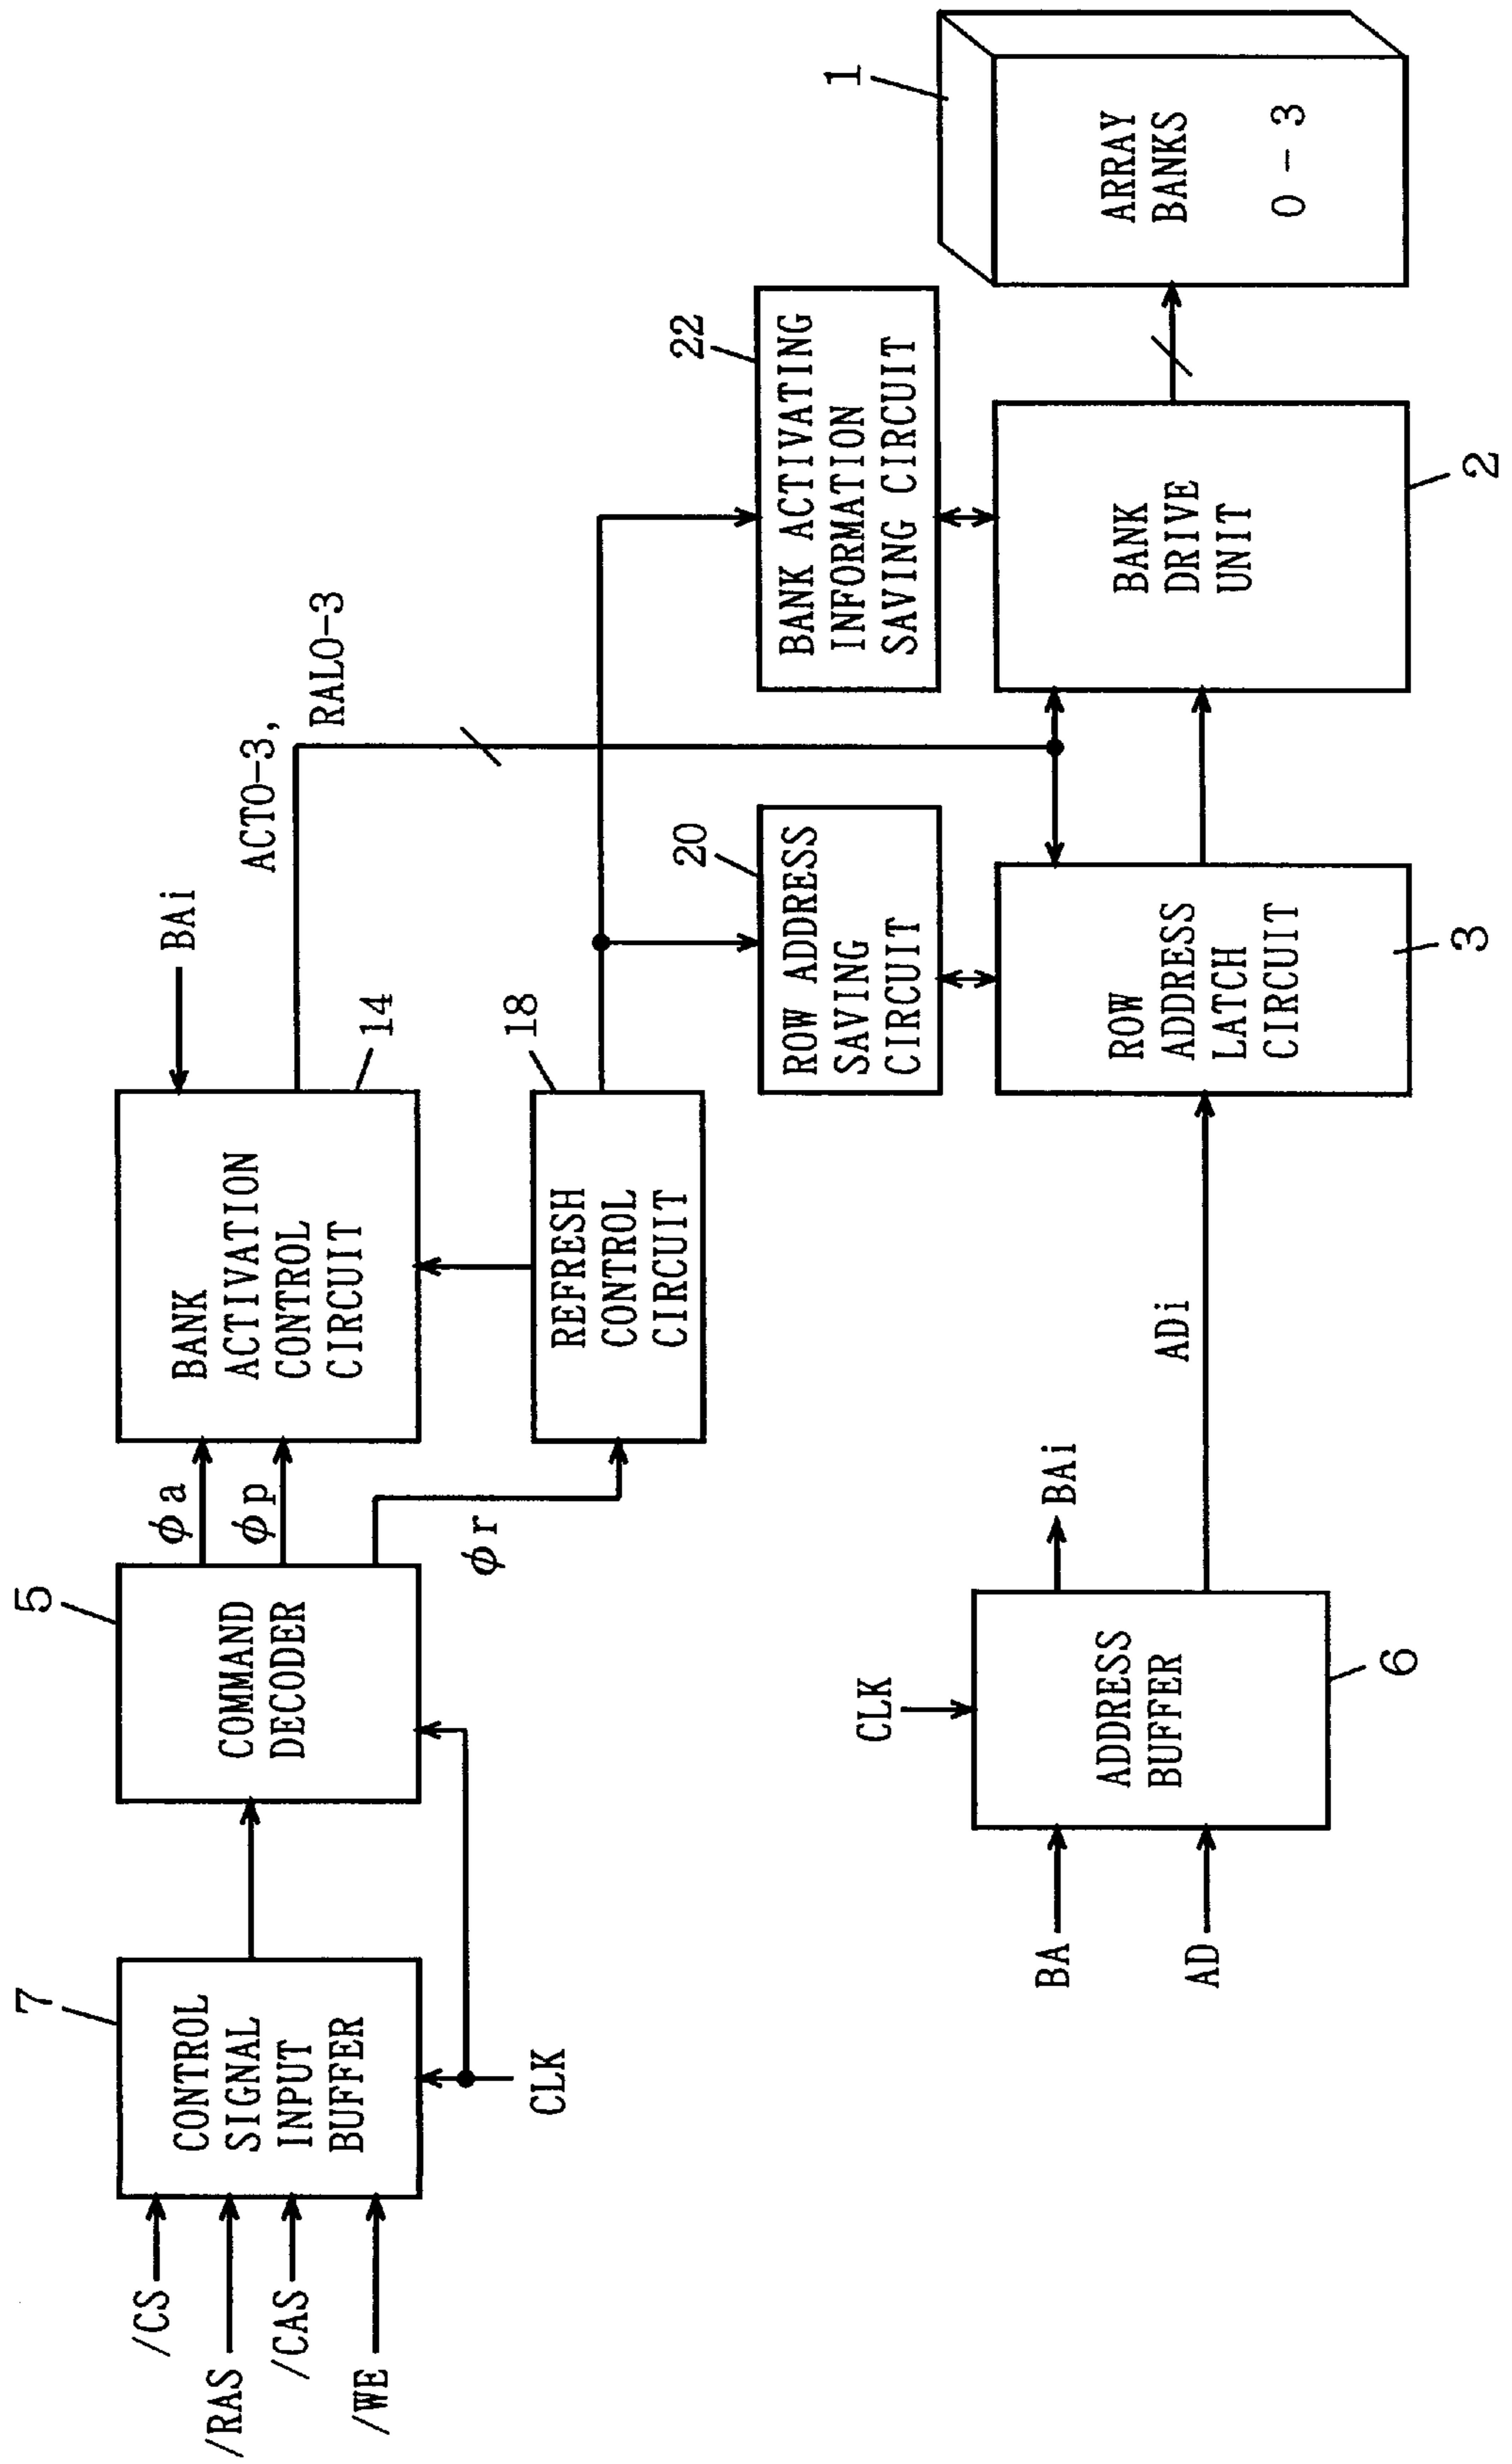 /CS
/RAS
/CAS
/WE
7
CONTROL
SIGNAL
INPUT
BUFFER
CLK
5
COMMAND
DECODER
φa
φp
φr
BANK
ACTIVATION
CONTROL
CIRCUIT
14
BAi
ACT0-3,
RAL0-3
REFRESH
CONTROL
CIRCUIT
18
BANK ACTIVATING
INFORMATION
SAVING CIRCUIT
22
ROW ADDRESS
SAVING
CIRCUIT
20
BA
AD
CLK
ADDRESS
BUFFER
6
BAi
ADi
ROW
ADDRESS
LATCH
CIRCUIT
3
BANK
DRIVE
UNIT
2
ARRAY
BANKS
0-3
1